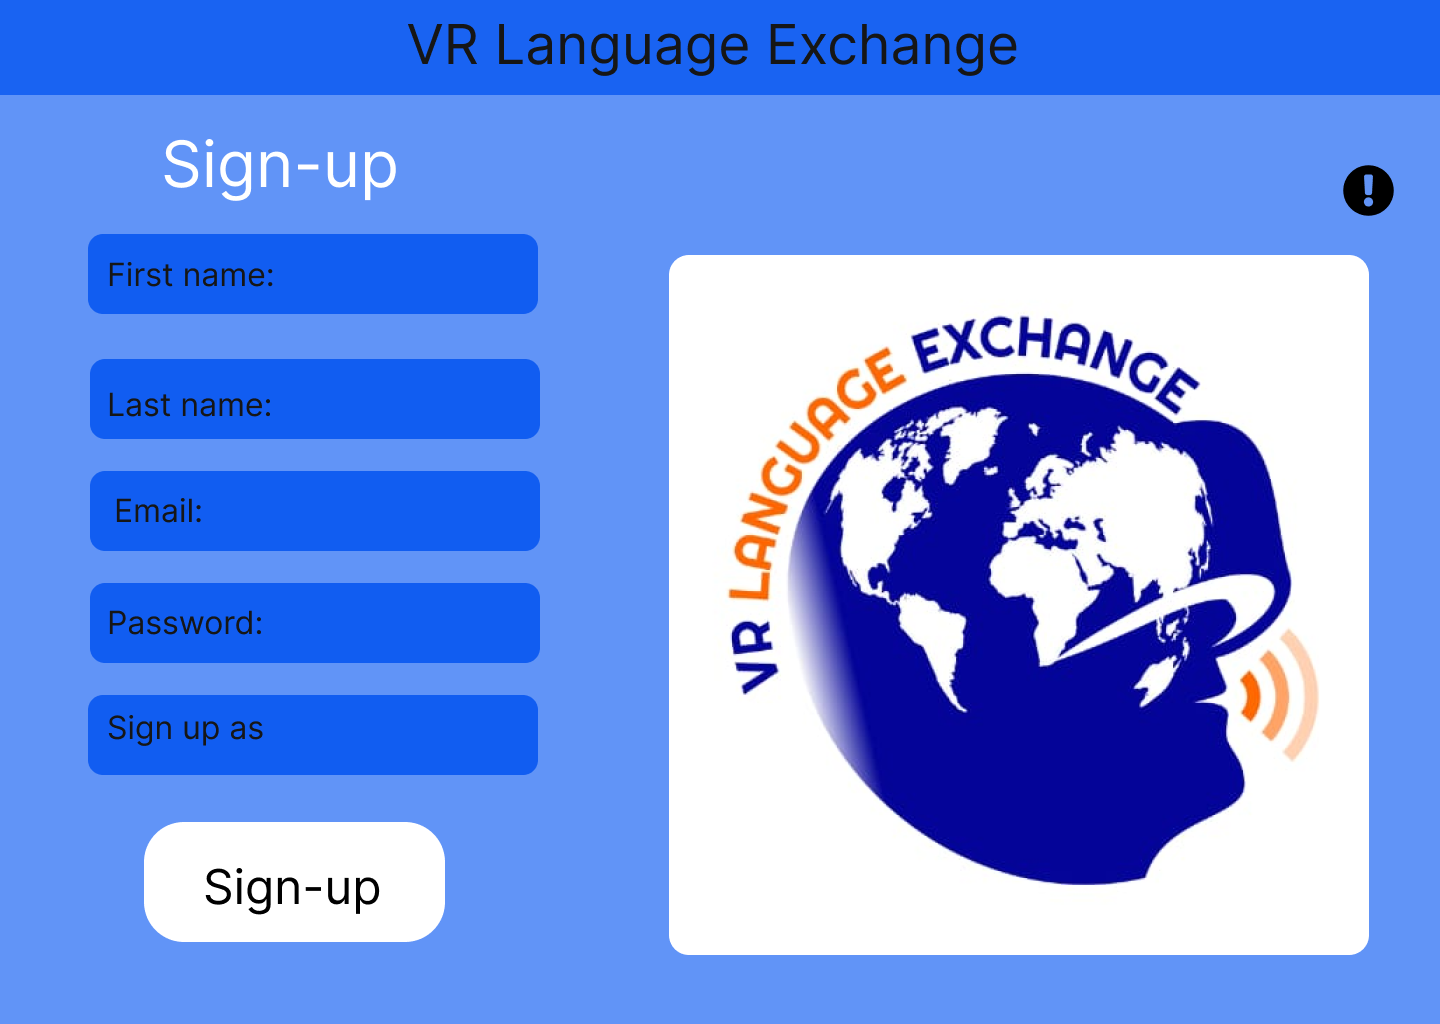 VR Language Exchange
Sign-up
First name:
Last name:
Email:
Password:
Sign up as
Sign-up
VR LANGUAGE EXCHANGE